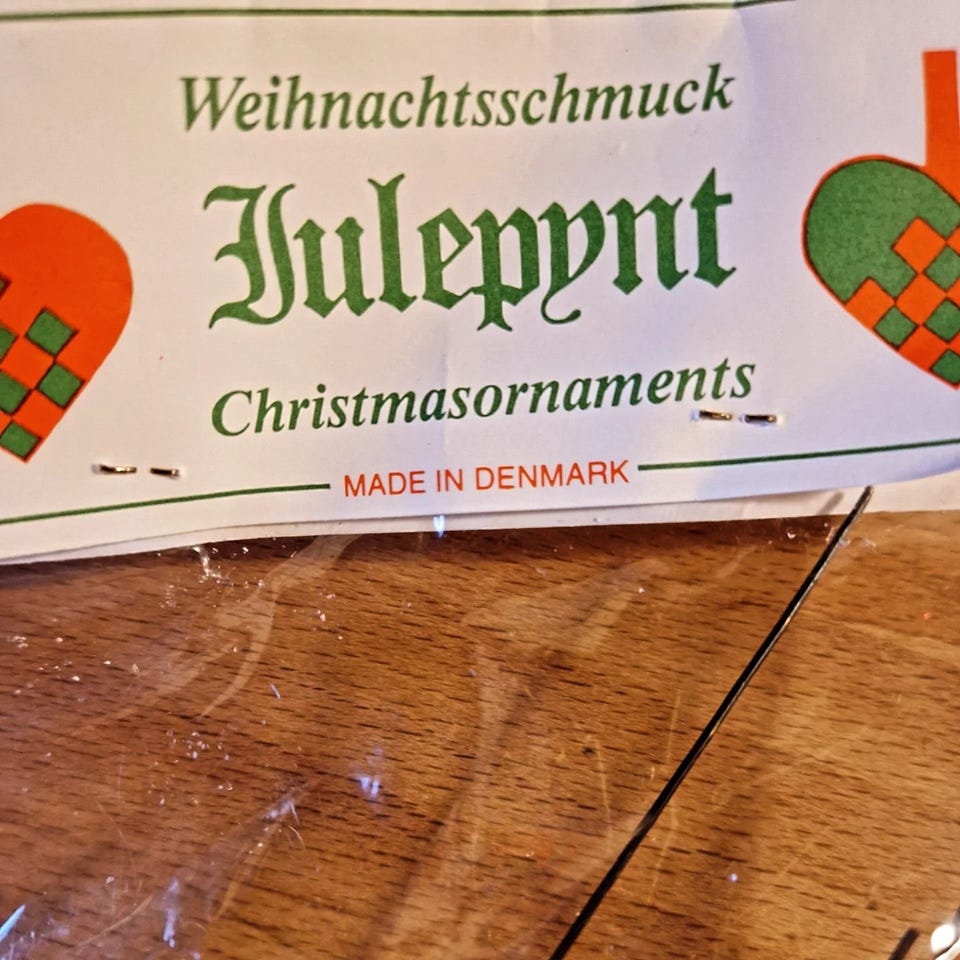 Weihnachtsschmuck
Julepynt
Christmasornaments
MADE IN DENMARK